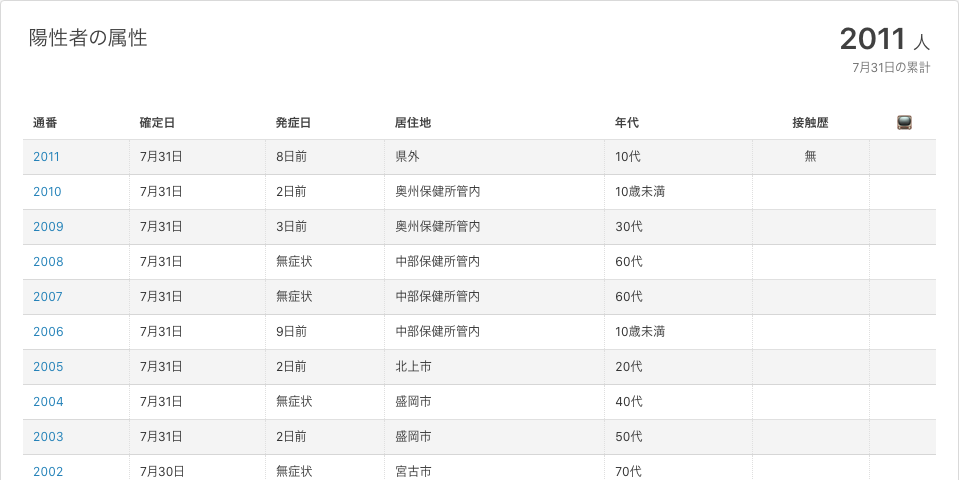 陽性者の属性
2011 人
7月31日の累計
通番 確定日 発症日 居住地 年代 接触歴
2011 7月31日 8日前 県外 10代 無
2010 7月31日 2日前 奥州保健所管内 10歳未満
2009 7月31日 3日前 奥州保健所管内 30代
2008 7月31日 無症状 中部保健所管内 60代
2007 7月31日 無症状 中部保健所管内 60代
2006 7月31日 9日前 中部保健所管内 10歳未満
2005 7月31日 2日前 北上市 20代
2004 7月31日 無症状 盛岡市 40代
2003 7月31日 2日前 盛岡市 50代
2002 7月30日 無症状 宮古市 70代